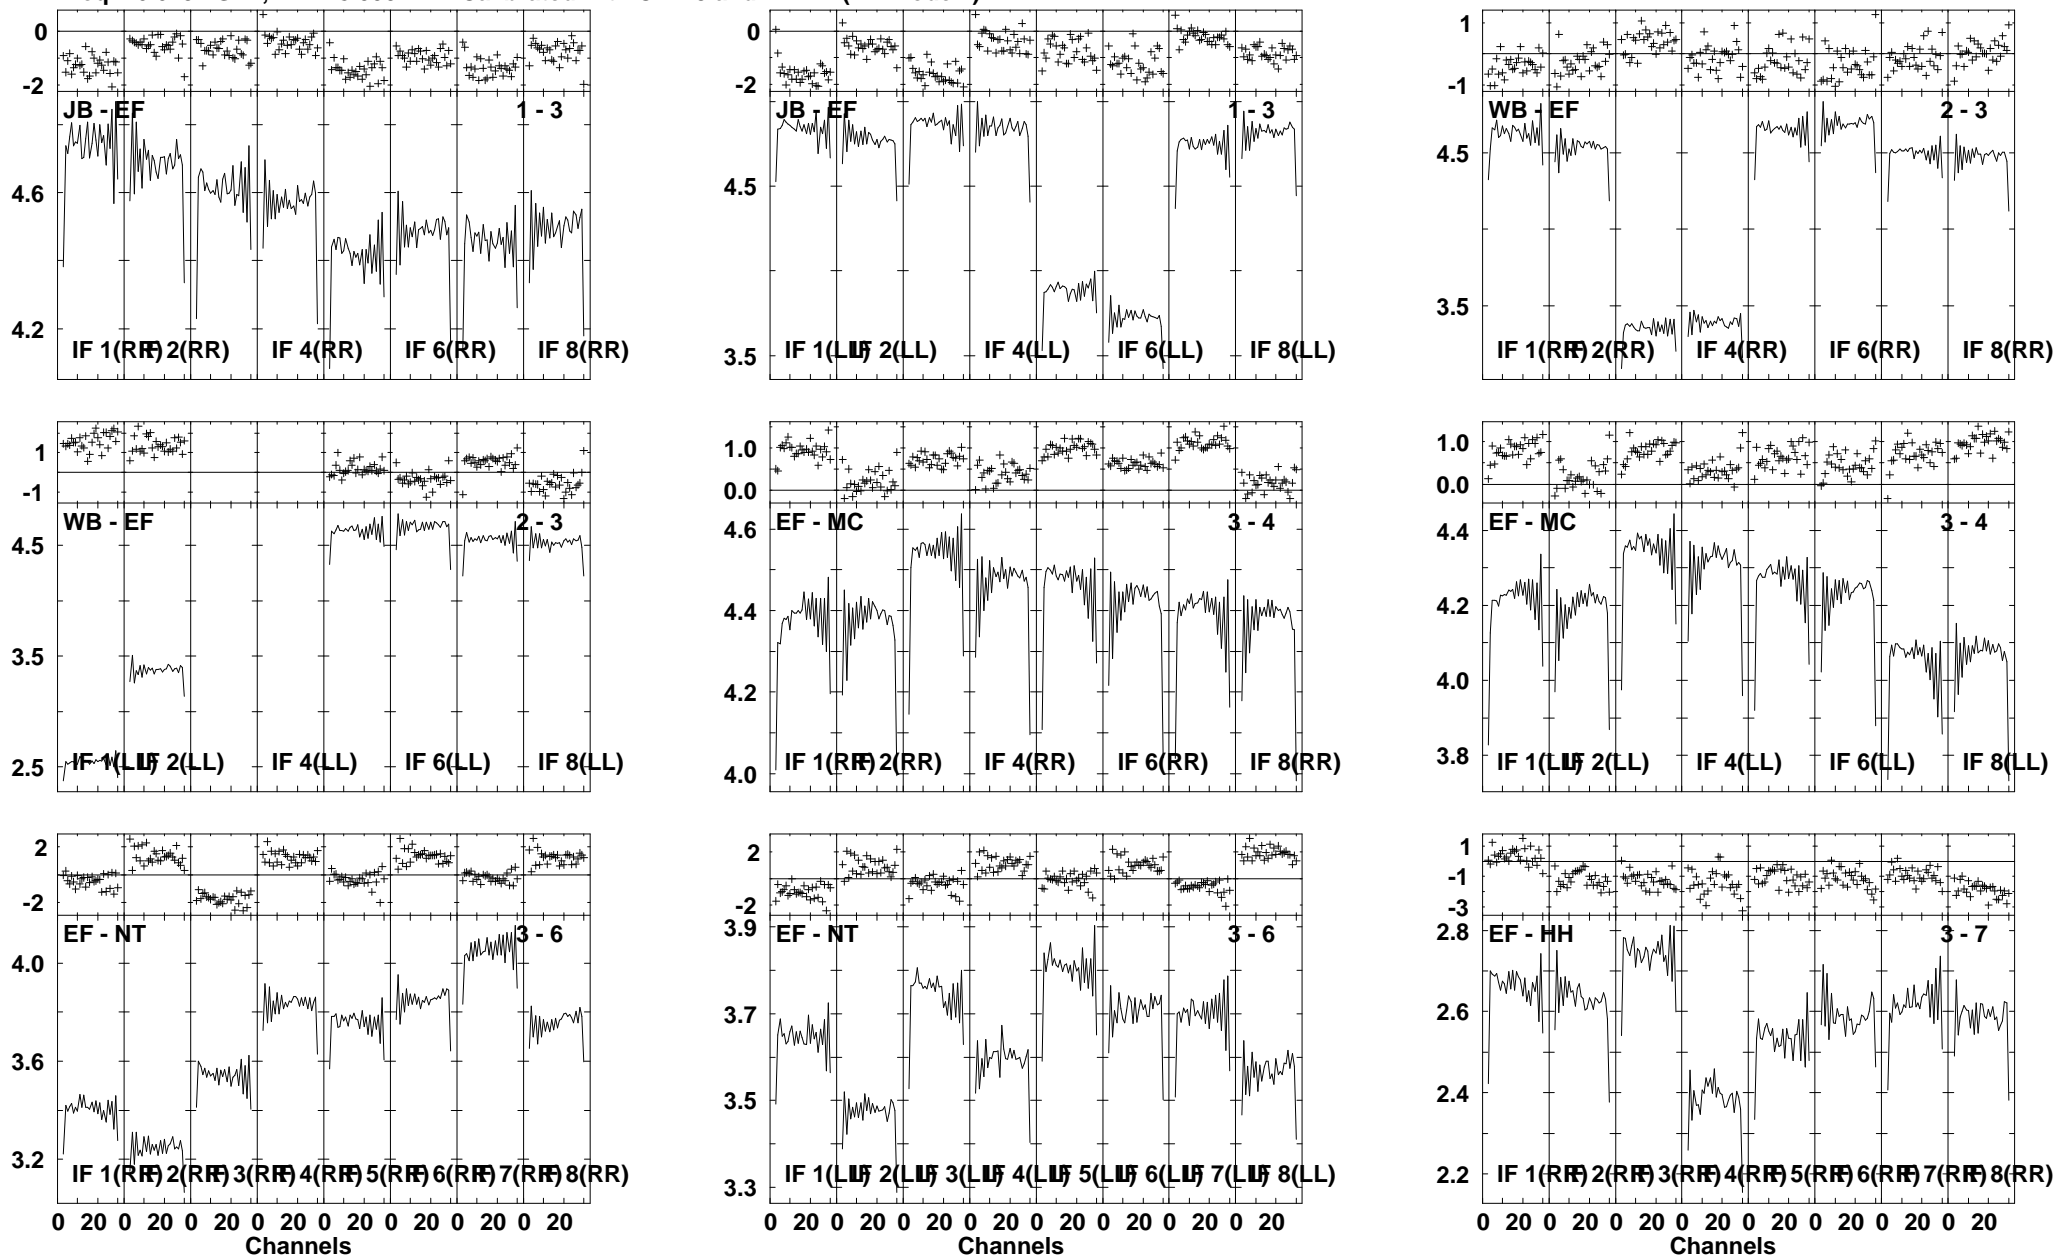 0
-2
JB - EF 1 - 3
4.6
4.2
IF 1(RR) IF 2(RR) IF 4(RR) IF 6(RR) IF 8(RR)
0
-2
JB - EF 1 - 3
4.5
3.5
IF 1(LL) IF 2(LL) IF 4(LL) IF 6(LL) IF 8(LL)
1
-1
WB - EF 2 - 3
4.5
3.5
IF 1(RR) IF 2(RR) IF 4(RR) IF 6(RR) IF 8(RR)
1
-1
WB - EF 2 - 3
4.5
3.5
2.5
IF 1(LL) IF 2(LL) IF 4(LL) IF 6(LL) IF 8(LL)
1.0
0.0
EF - MC 3 - 4
4.6
4.4
4.2
4.0
IF 1(RR) IF 2(RR) IF 4(RR) IF 6(RR) IF 8(RR)
1.0
0.0
EF - MC 3 - 4
4.4
4.2
4.0
3.8
IF 1(LL) IF 2(LL) IF 4(LL) IF 6(LL) IF 8(LL)
2
0
-2
EF - NT 3 - 6
4.0
3.6
3.2
IF 1(RR) IF 2(RR) IF 3(RR) IF 4(RR) IF 5(RR) IF 6(RR) IF 7(RR) IF 8(RR)
0 20 0 20 0 20 0 20 0 20 0 20 0 20 0 20
Channels
2
0
-2
EF - NT 3 - 6
3.9
3.7
3.5
3.3
IF 1(LL) IF 2(LL) IF 3(LL) IF 4(LL) IF 5(LL) IF 6(LL) IF 7(LL) IF 8(LL)
0 20 0 20 0 20 0 20 0 20 0 20 0 20 0 20
Channels
1
-1
-3
EF - HH 3 - 7
2.8
2.6
2.4
2.2
IF 1(RR) IF 2(RR) IF 3(RR) IF 4(RR) IF 5(RR) IF 6(RR) IF 7(RR) IF 8(RR)
0 20 0 20 0 20 0 20 0 20 0 20 0 20 0 20
Channels